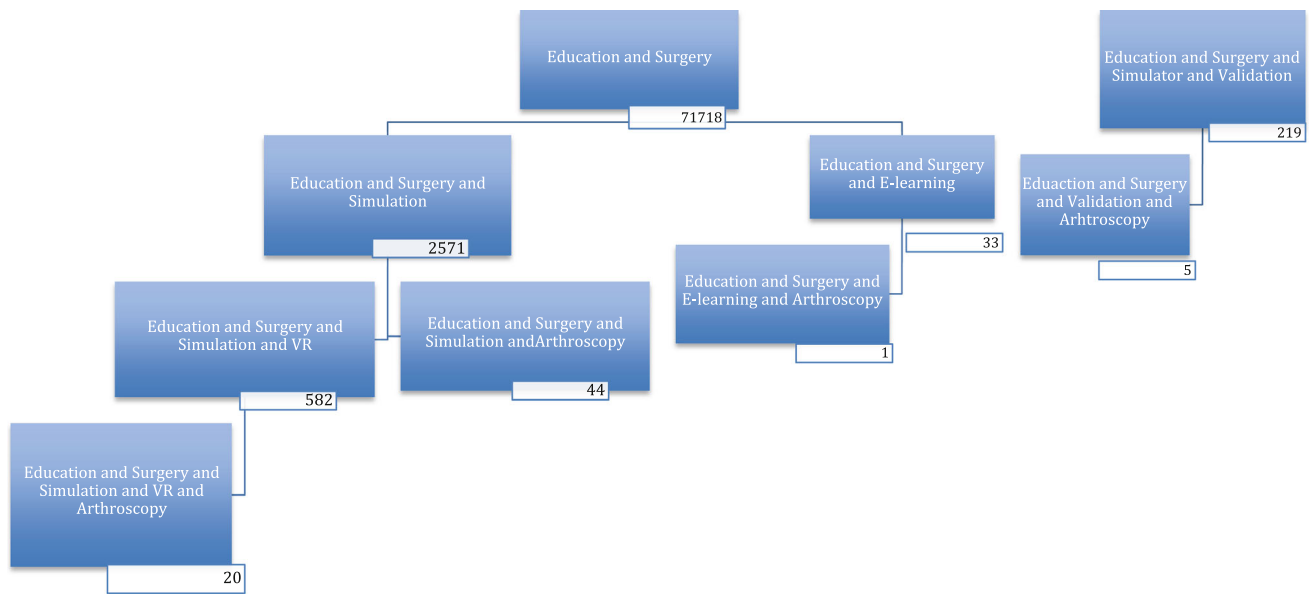 Education and Surgery
71718
Education and Surgery and
Simulation
2571
Education and Surgery
and E-learning
33
Education and Surgery and
Simulation and VR
582
Education and Surgery and
Simulation andArthroscopy
44
Education and Surgery and
E-learning and Arthroscopy
1
Education and Surgery and
Simulation and VR and
Arthroscopy
20
Education and Surgery and
Simulator and Validation
219
Eduaction and Surgery
and Validation and
Arhtroscopy
5